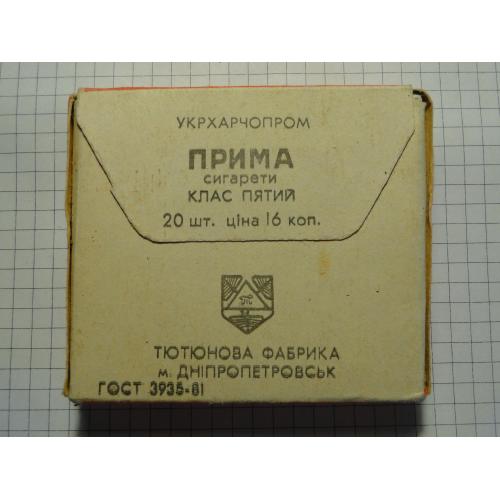 УКРХАРЧОПРОМ
ПРИМА
сигарети
КЛАС ПЯТИЙ
20 шт. ціна 16 коп.
ТЮТЮНОВА ФАБРИКА
м. ДНІПРОПЕТРОВСЬК
ГОСТ 3935-81